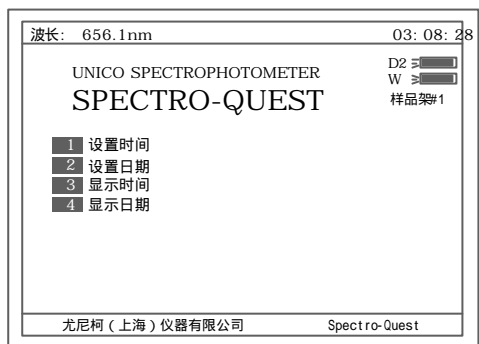 波长: 656.1nm 03: 08: 28
UNICO SPECTROPHOTOMETER
SPECTRO-QUEST
D2
W
样品架#1
1 设置时间
2 设置日期
3 显示时间
4 显示日期
尤尼柯（上海）仪器有限公司 Spectro-Quest